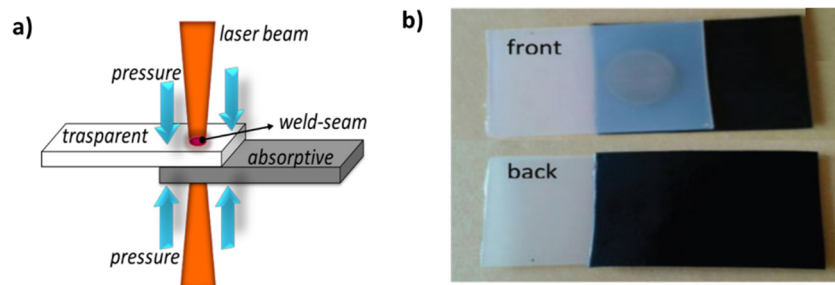 a)
laser beam
pressure
weld-seam
trasparent
absorptive
pressure
b)
front
back